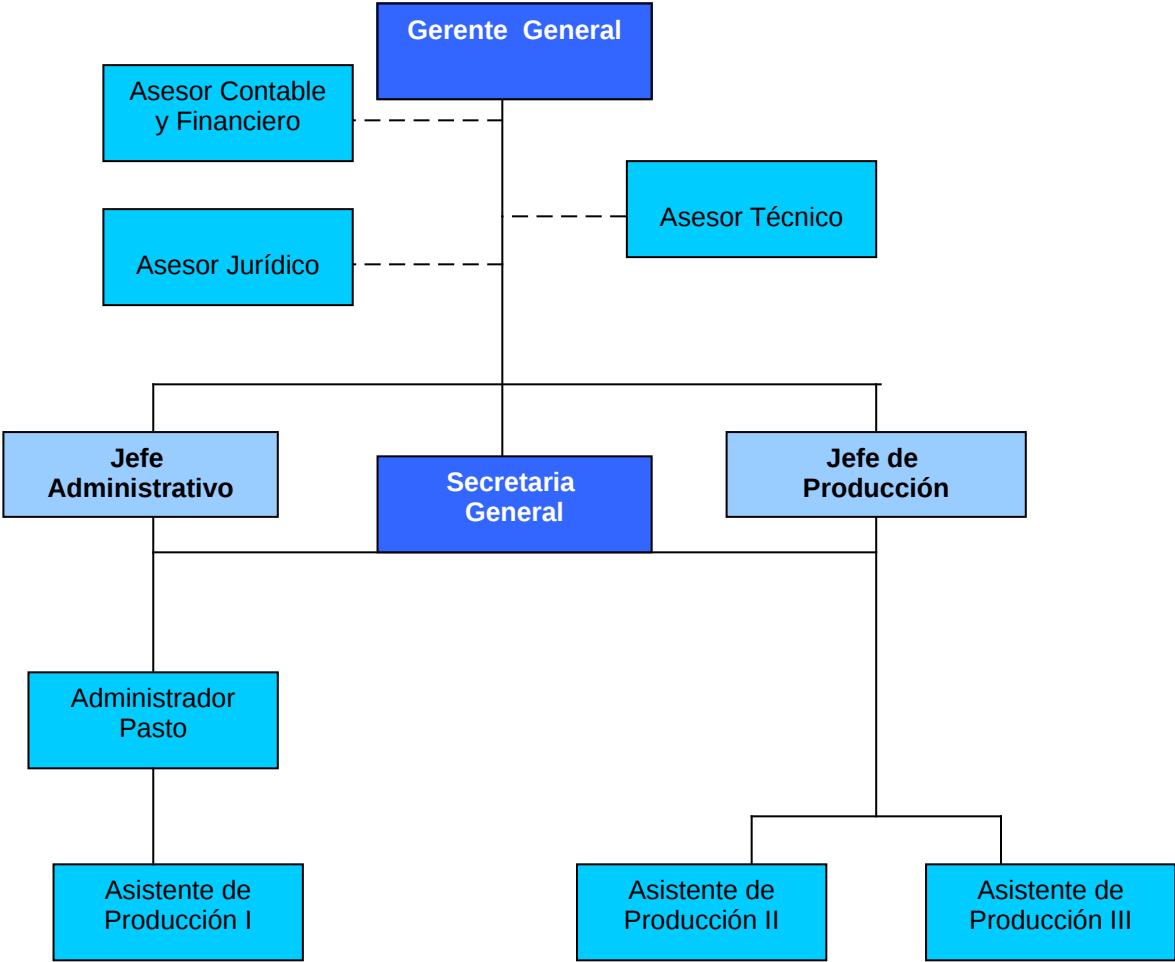 Gerente  General
Asesor Contable
y Financiero
Asesor Técnico
Asesor Jurídico
Jefe
Administrativo
Secretaria
General
Jefe de
Producción
Administrador
Pasto
Asistente de
Producción I
Asistente de
Producción II
Asistente de
Producción III